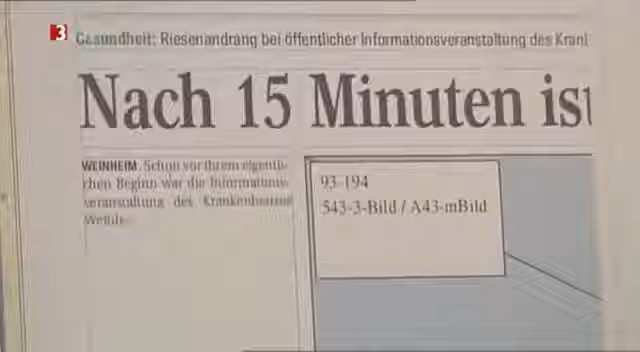 3
Gesundheit: Riesenandrang bei öffentlicher Informationsveranstaltung des Krank
Nach 15 Minuten ist
WEINHEIM. Schon vor ihrem eigentli-
chen Beginn war die Informations-
veranstaltung des Krankenhauses
93-194
543-3-Bild / A43-mBild